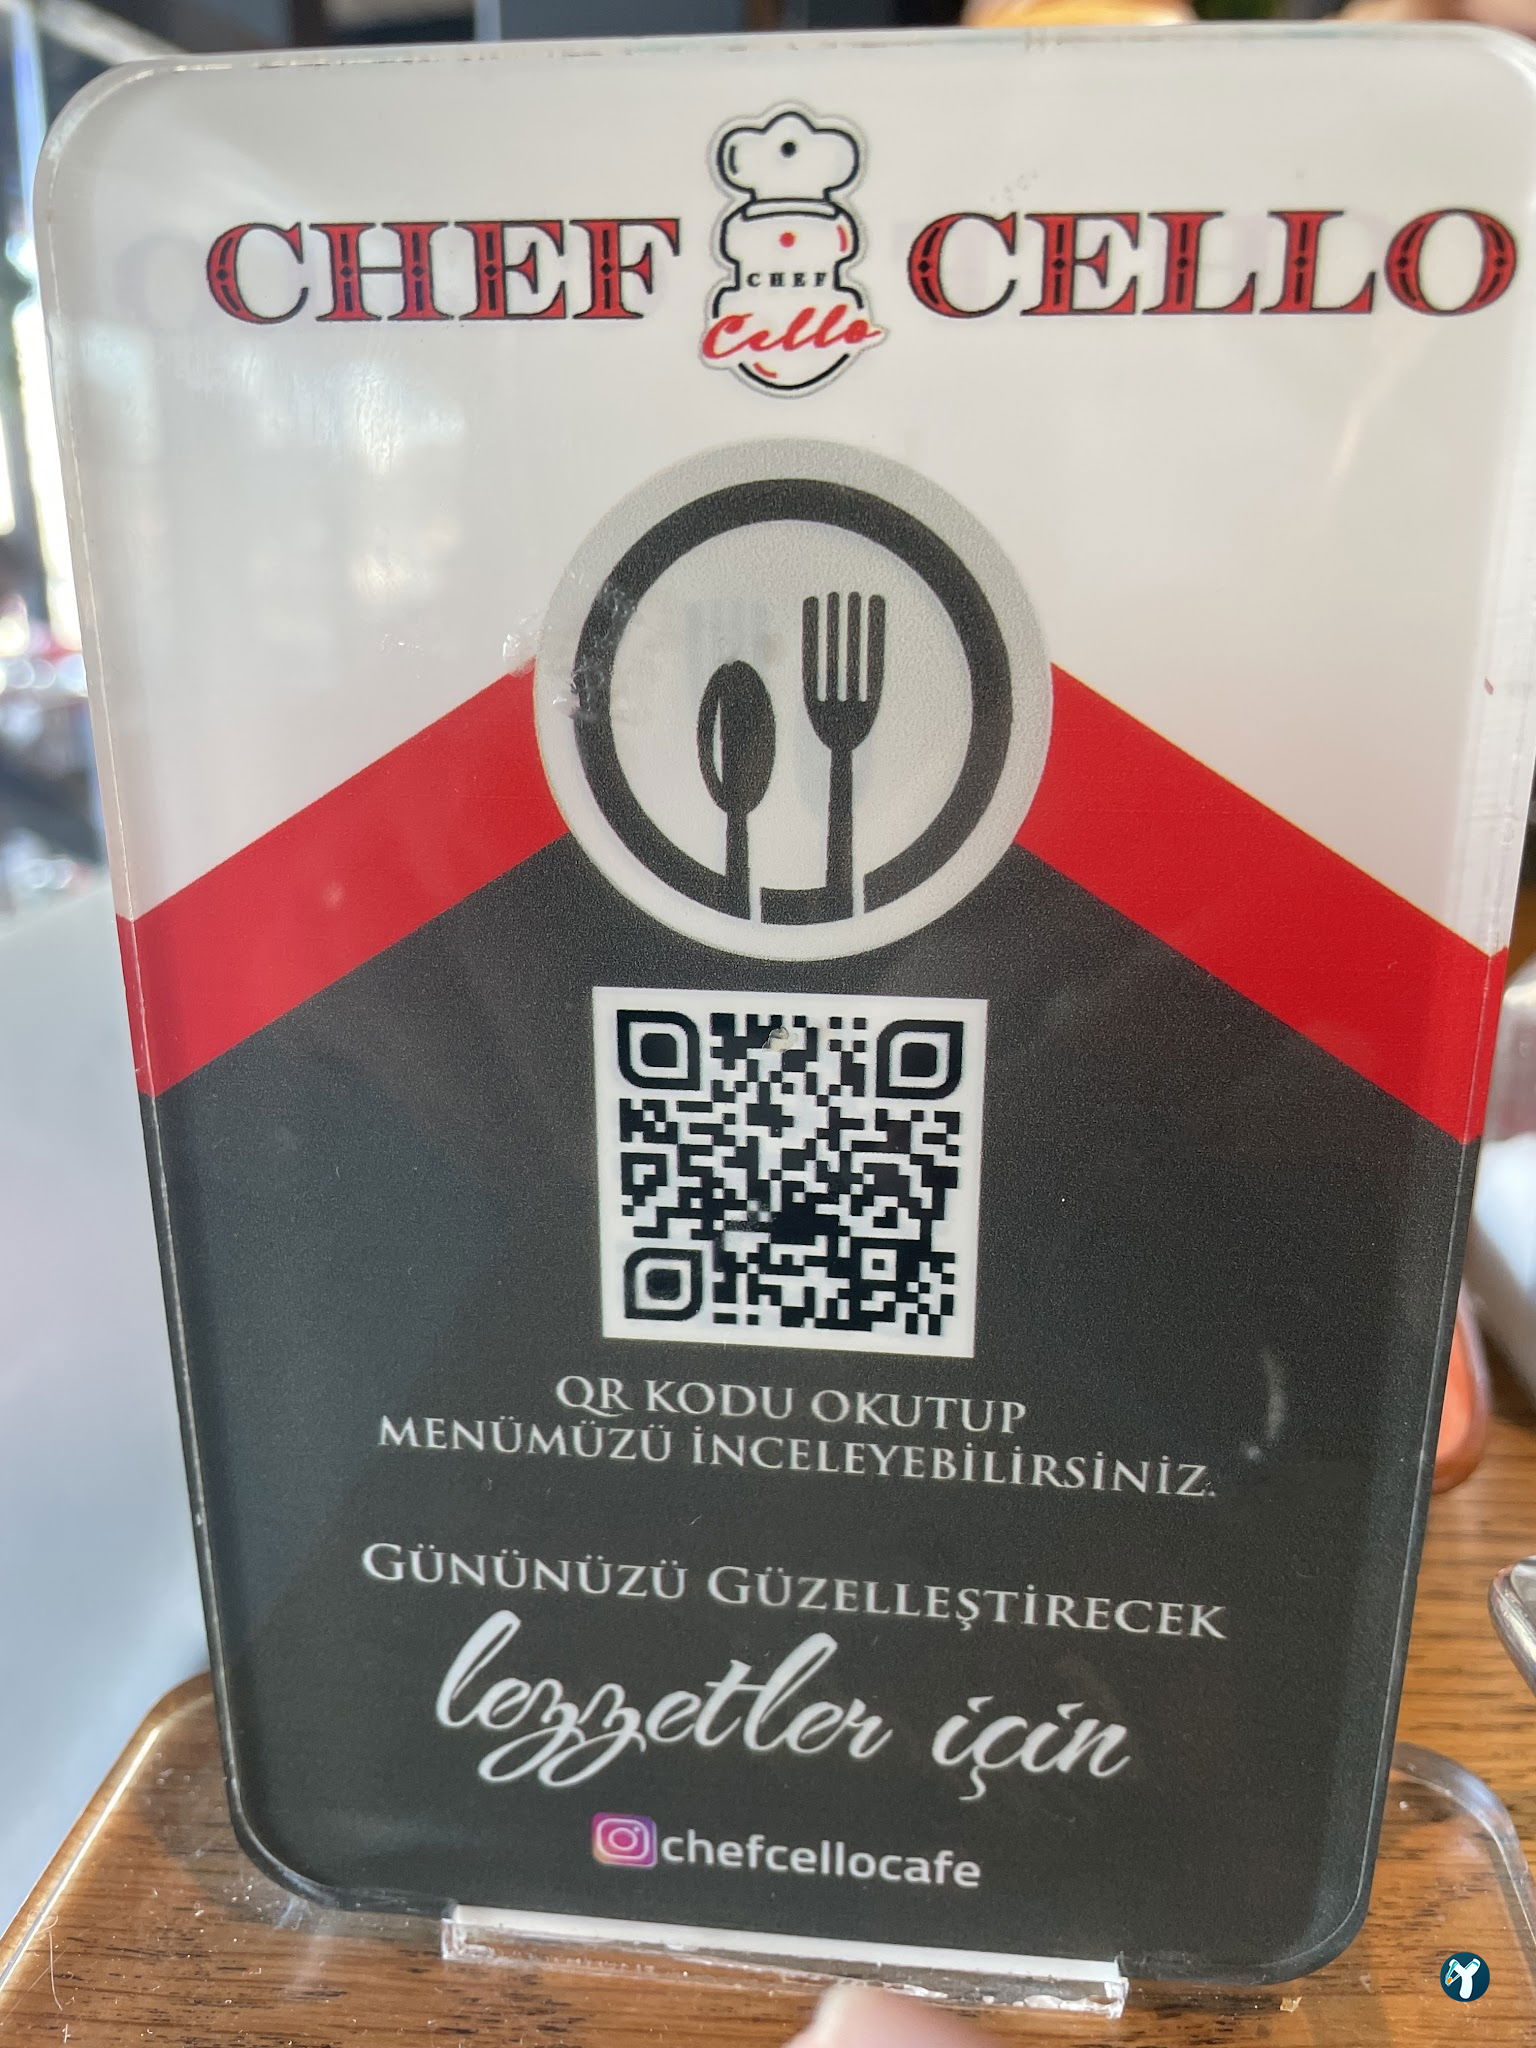 CHEF CELLO
CHEF
Cello
QR KODU OKUTUP
MENÜMÜZÜ İNCELEYEBİLİRSİNİZ.
GÜNÜNÜZÜ GÜZELLEŞTİRECEK
lezzetler için
chefcellocafe